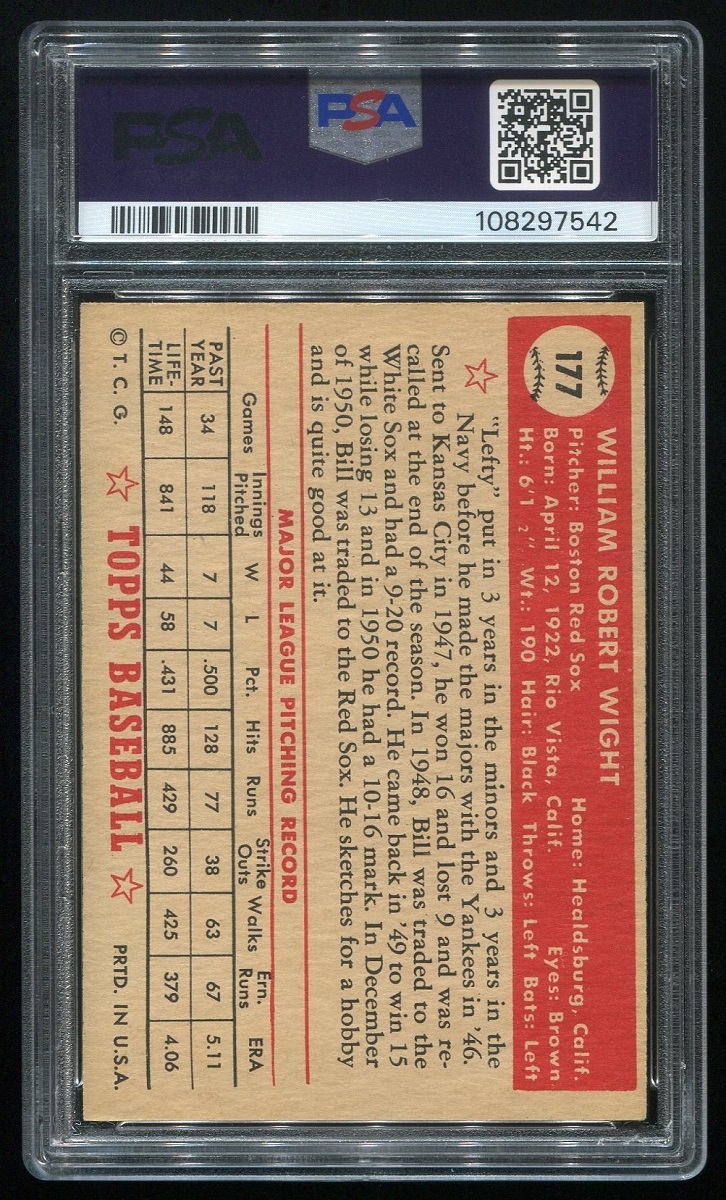 PSA
PSA
108297542
177
WILLIAM ROBERT WIGHT
Pitcher: Boston Red Sox Home: Healdsburg, Calif.
Born: April 12, 1922, Rio Vista, Calif. Eyes: Brown
Ht.: 6'1 2" Wt.: 190 Hair: Black Throws: Left Bats: Left
"Lefty" put in 3 years in the minors and 3 years in the
Navy before he made the majors with the Yankees in '46.
Sent to Kansas City in 1947, he won 16 and lost 9 and was re-
called at the end of the season. In 1948, Bill was traded to the
White Sox and had a 9-20 record. He came back in '49 to win 15
while losing 13 and in 1950 he had a 10-16 mark. In December
of 1950, Bill was traded to the Red Sox. He sketches for a hobby
and is quite good at it.
MAJOR LEAGUE PITCHING RECORD
Games Innings Pitched W L Pct. Hits Runs Strike Outs Walks Ern. Runs ERA
PAST YEAR 34 118 7 7 .500 128 77 38 63 67 5.11
LIFE-TIME 148 841 44 58 .431 885 429 260 425 379 4.06
© T. C. G. TOPPS BASEBALL PRTD. IN U.S.A.